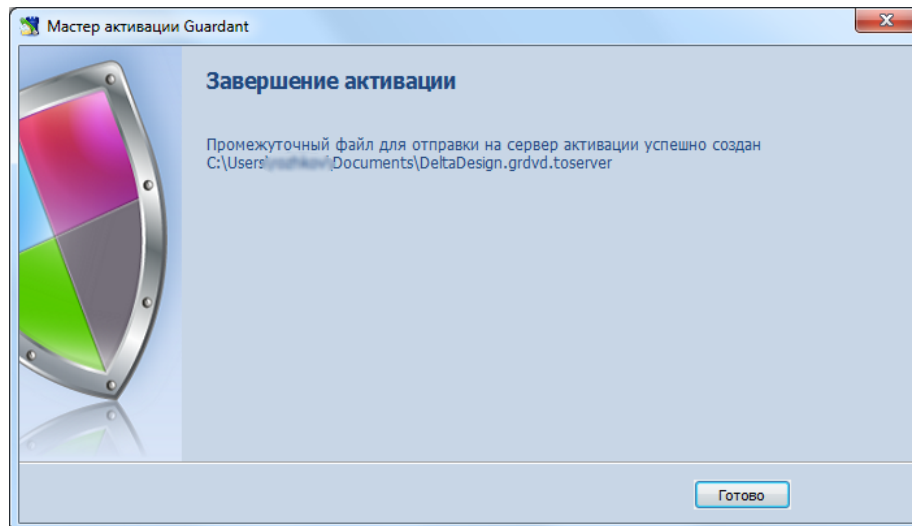 Мастер активации Guardant
Завершение активации
Промежуточный файл для отправки на сервер активации успешно создан
C:\Users\ \Documents\DeltaDesign.grdvd.toserver
Готово